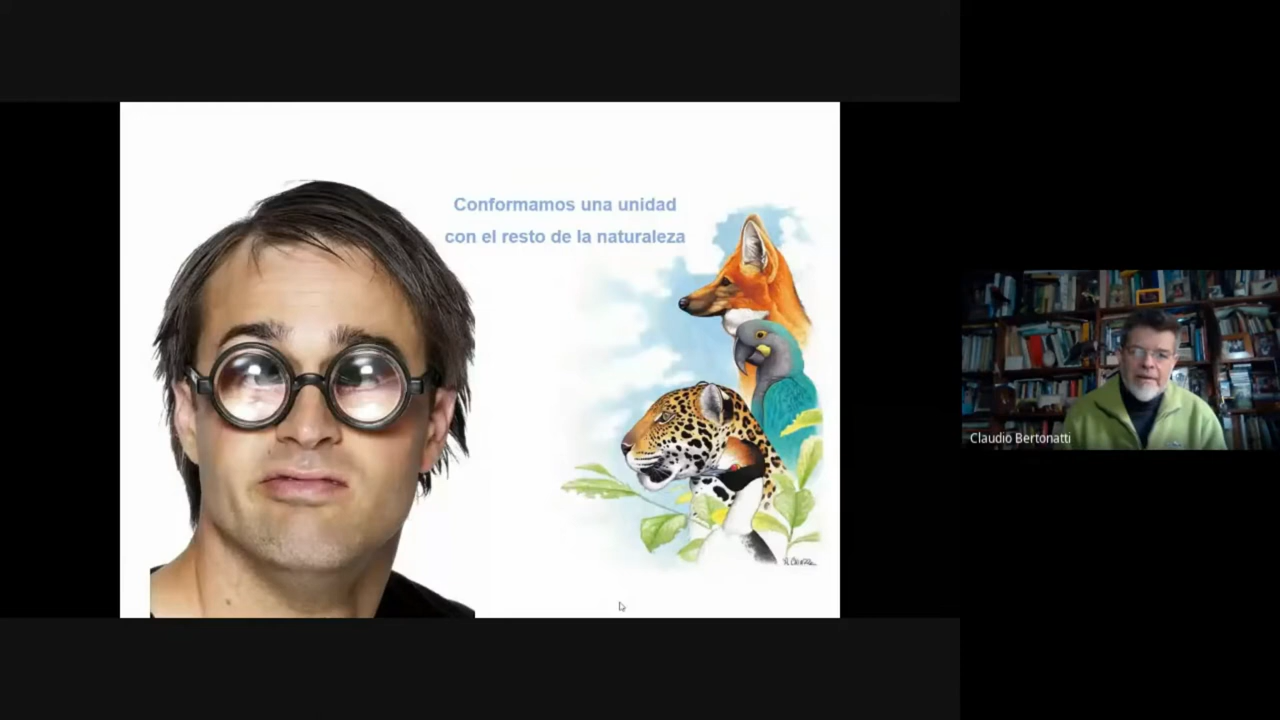 Conformamos una unidad
con el resto de la naturaleza
Claudio Bertonatti